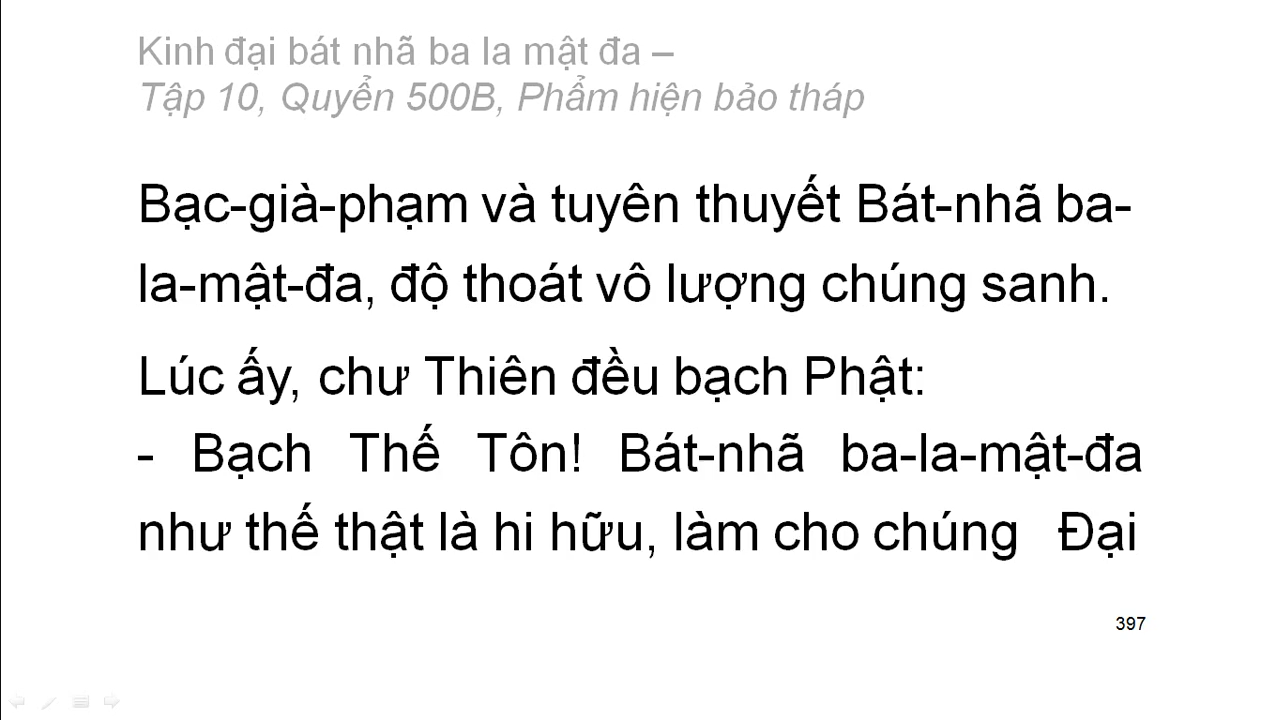 Kinh đại bát nhã ba la mật đa –
Tập 10, Quyển 500B, Phẩm hiện bảo tháp
Bạc-già-phạm và tuyên thuyết Bát-nhã ba-
la-mật-đa, độ thoát vô lượng chúng sanh.
Lúc ấy, chư Thiên đều bạch Phật:
- Bạch Thế Tôn! Bát-nhã ba-la-mật-đa
như thế thật là hi hữu, làm cho chúng Đại
397